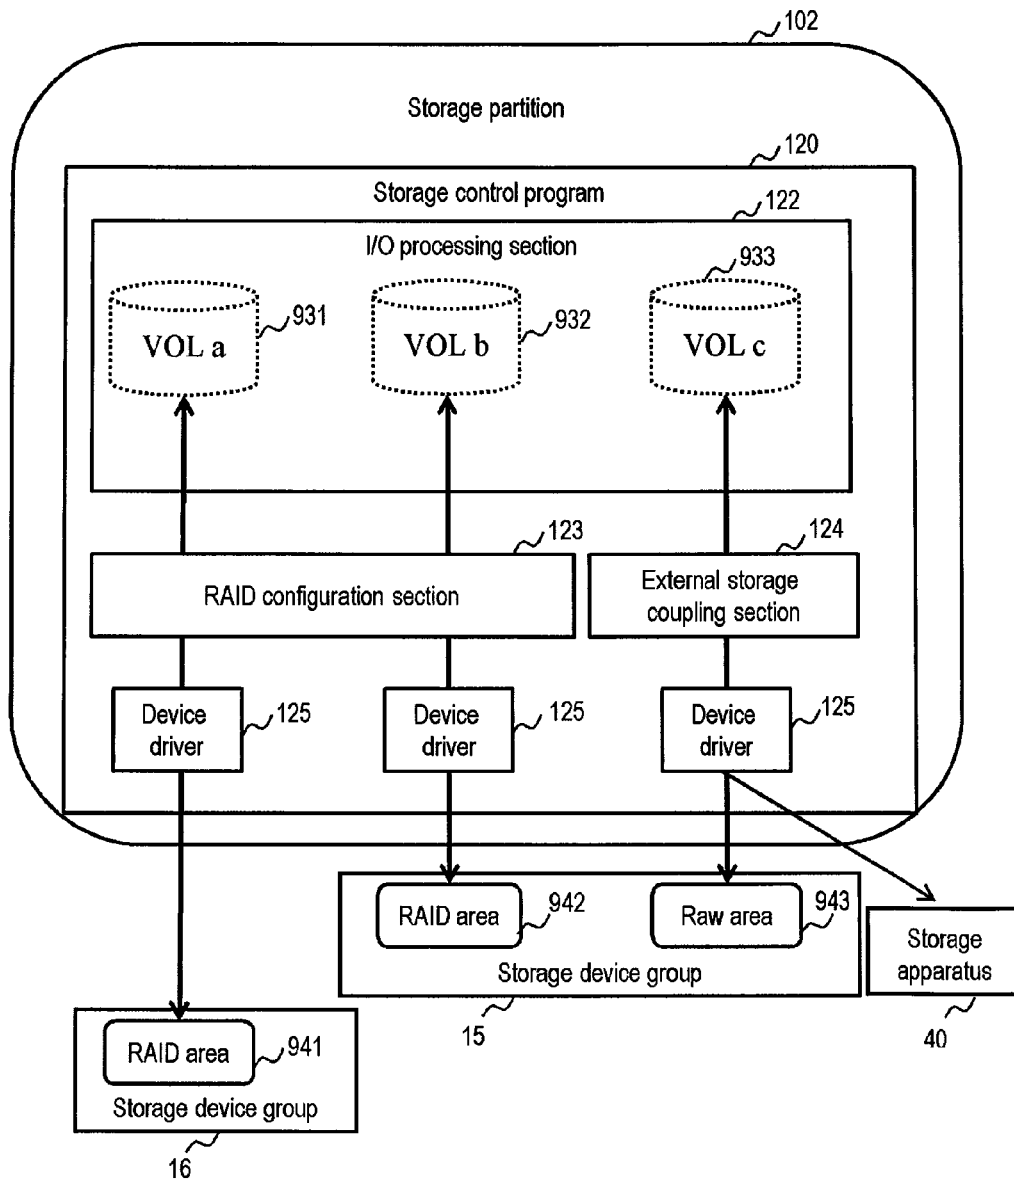 102
Storage partition
120
Storage control program
122
I/O processing section
933
931
932
VOL a
VOL b
VOL c
123
124
RAID configuration section
External storage
coupling section
Device
driver
125
Device
driver
125
Device
driver
125
RAID area
942
Raw area
943
Storage device group
15
Storage
apparatus
40
RAID area
941
Storage device group
16